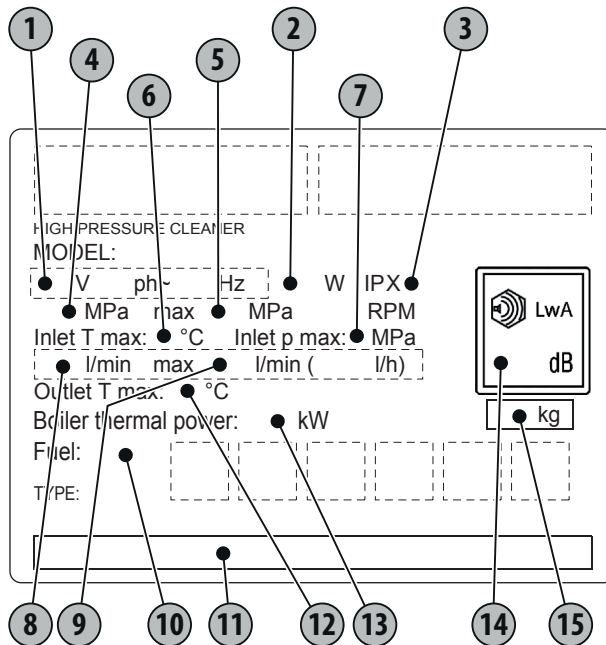 1 2 3
4 5
6 7
HIGH PRESSURE CLEANER
MODEL:
V ph~ Hz W IPX
MPa max MPa RPM
Inlet T max: °C Inlet p max: MPa
l/min max l/min ( l/h)
Outlet T max: °C
Boiler thermal power: kW
Fuel:
TYPE:
LwA
dB
kg
8 9 10 11 12 13 14 15